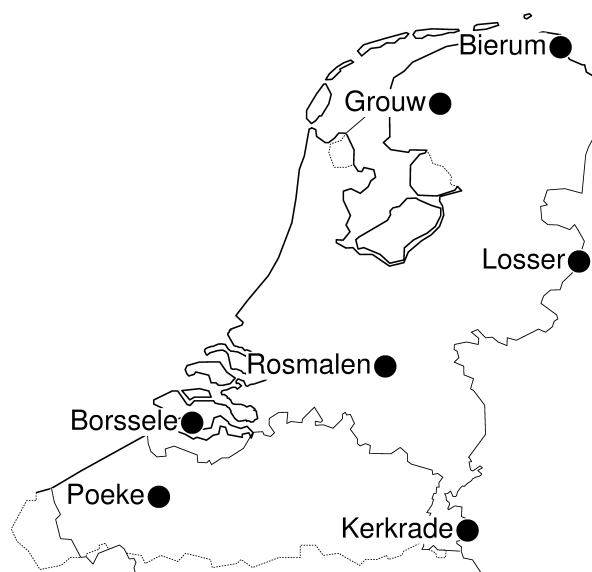 Bierum
Grouw
Losser
Rosmalen
Borssele
Poeke
Kerkrade